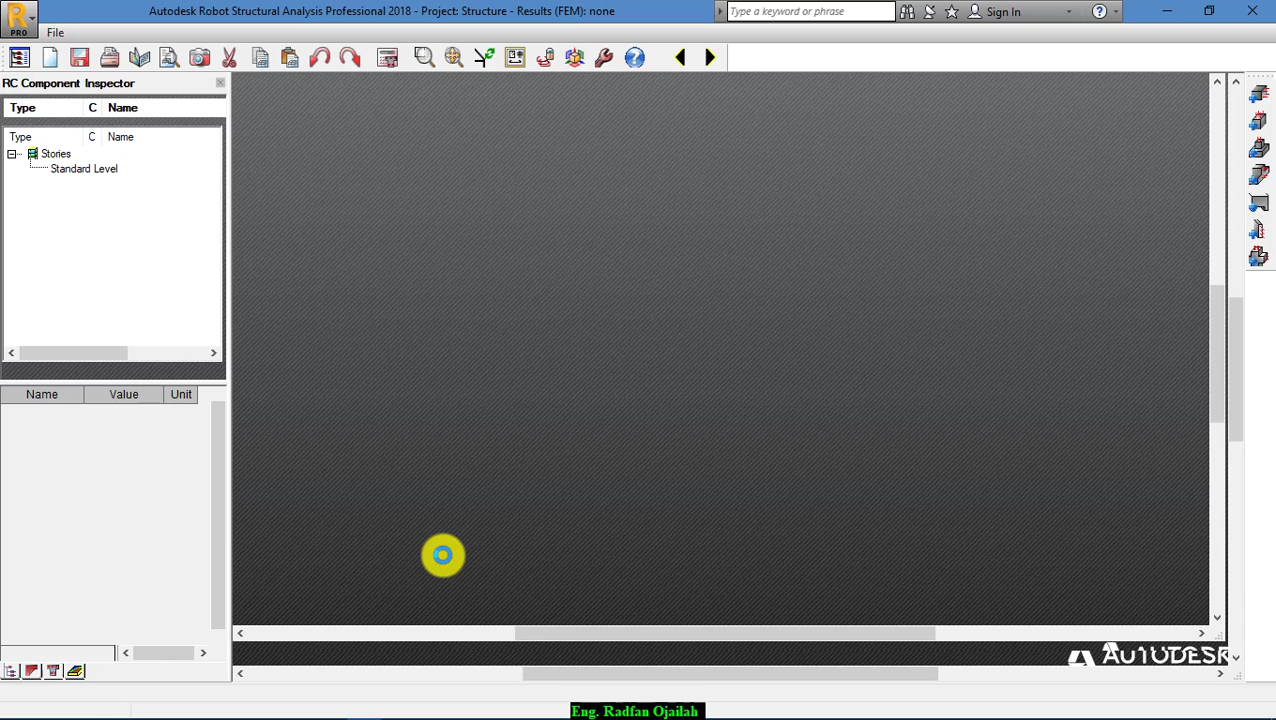 Autodesk Robot Structural Analysis Professional 2018 - Project: Structure - Results (FEM): none
Type a keyword or phrase
Sign In
PRO
File
RC Component Inspector
Type C Name
Type C Name
Stories
Standard Level
Name Value Unit
AUTODESK
Eng. Radfan Ojailah